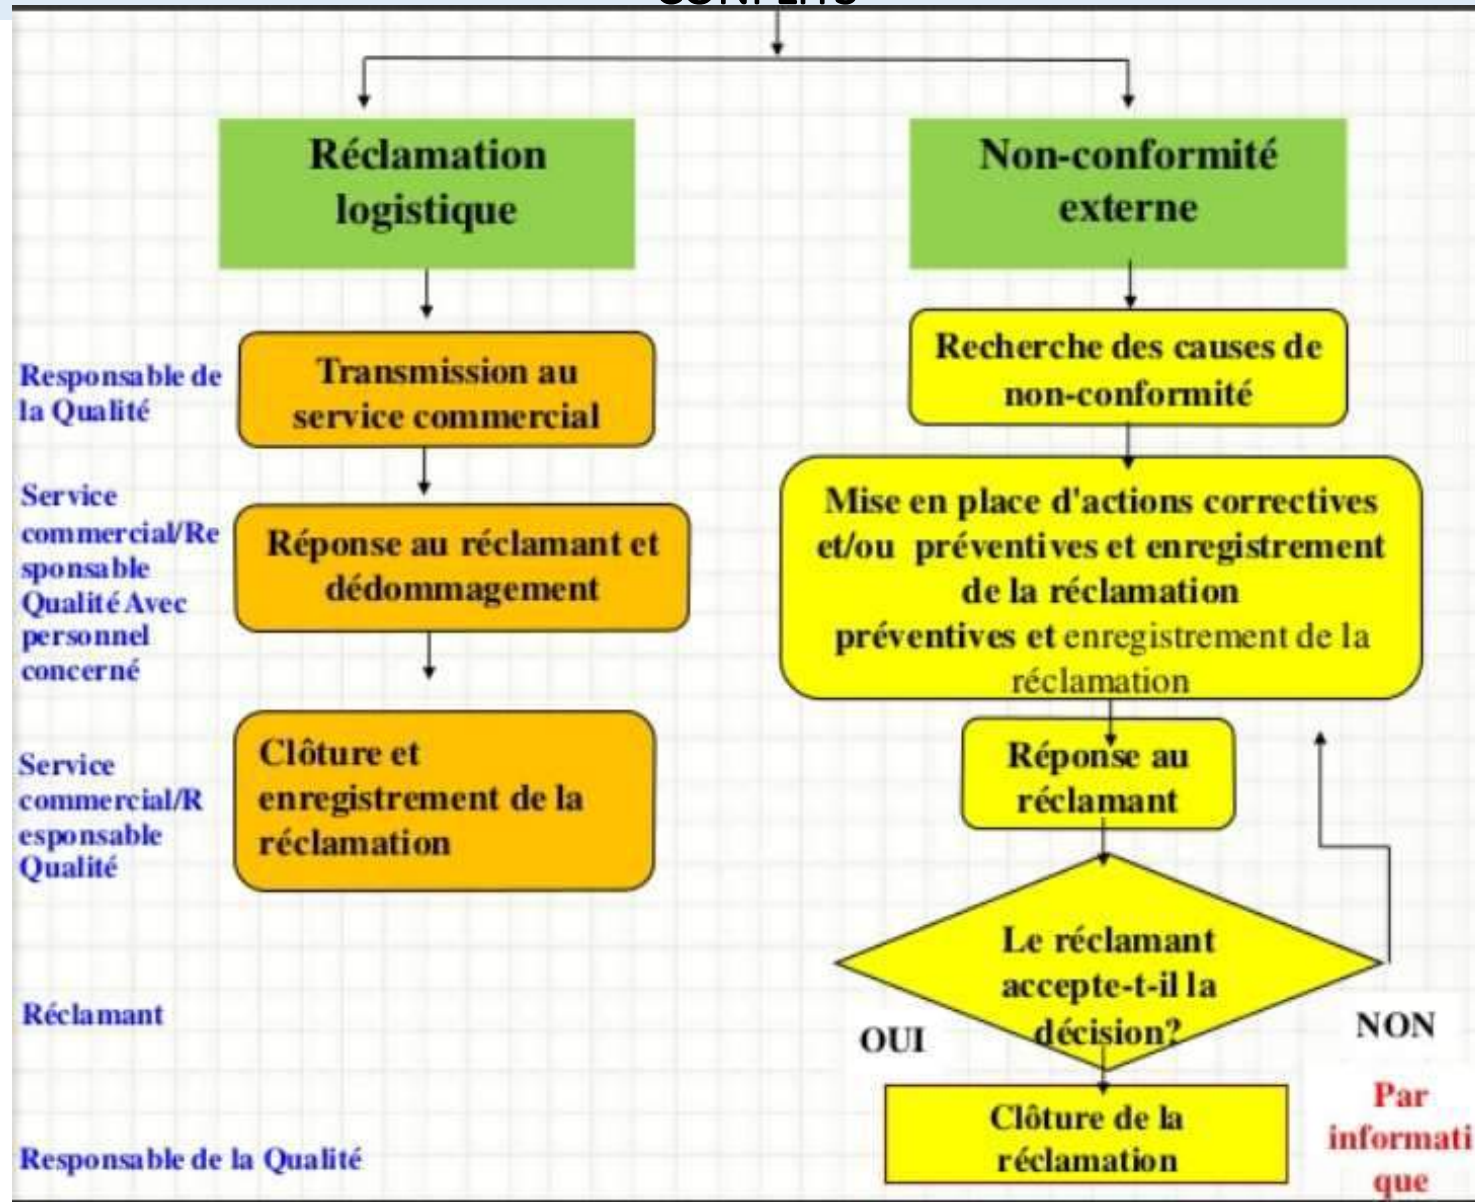 Réclamation
logistique
Non-conformité
externe
Responsable de
la Qualité
Transmission au
service commercial
Recherche des causes de
non-conformité
Service
commercial/Re
sponsable
Qualité Avec
personnel
concerné
Réponse au réclamant et
dédommagement
Mise en place d'actions correctives
et/ou préventives et enregistrement
de la réclamation
préventives et enregistrement de la
réclamation
Service
commercial/R
esponsable
Qualité
Clôture et
enregistrement de la
réclamation
Réponse au
réclamant
Réclamant
Le réclamant
accepte-t-il la
décision?
OUI
NON
Responsable de la Qualité
Clôture de la
réclamation
Par
informati
que